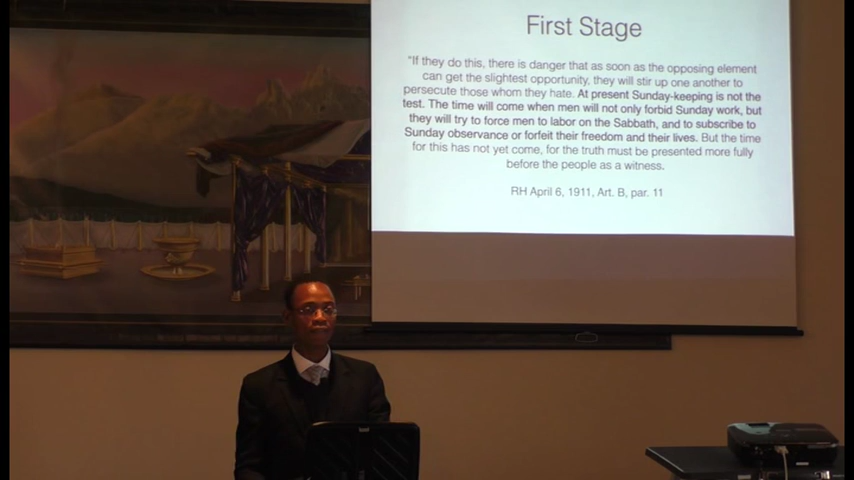 First Stage
"If they do this, there is danger that as soon as the opposing element
can get the slightest opportunity, they will stir up one another to
persecute those whom they hate. At present Sunday-keeping is not the
test. The time will come when men will not only forbid Sunday work, but
they will try to force men to labor on the Sabbath, and to subscribe to
Sunday observance or forfeit their freedom and their lives. But the time
for this has not yet come, for the truth must be presented more fully
before the people as a witness.
RH April 6, 1911, Art. B, par. 11